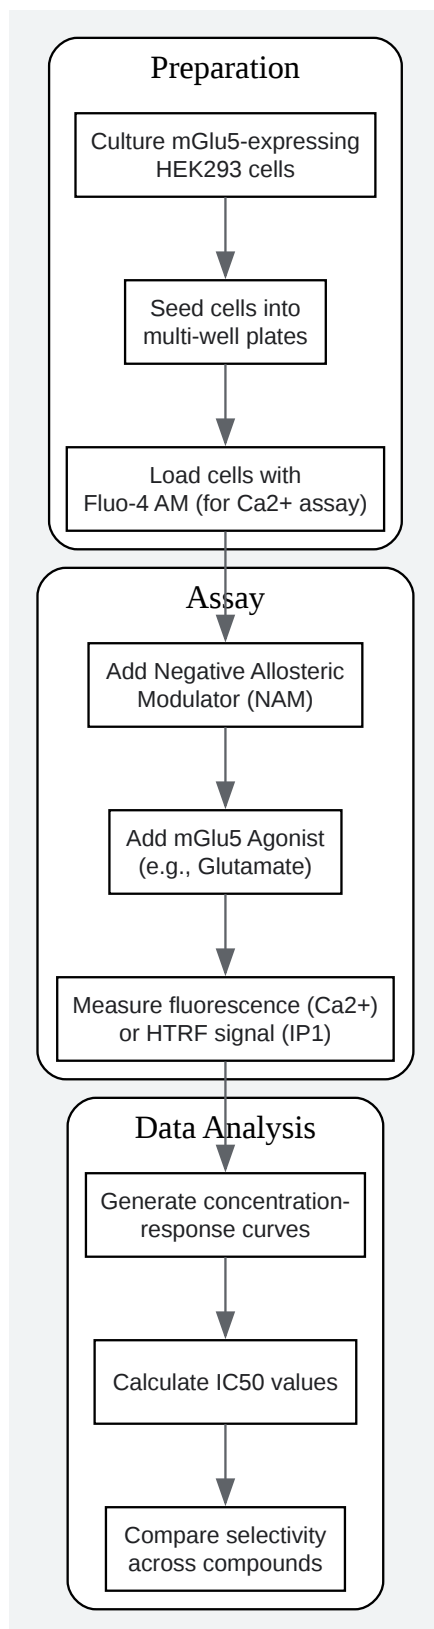 Preparation
Culture mGlu5-expressing
HEK293 cells
Seed cells into
multi-well plates
Load cells with
Fluo-4 AM (for Ca2+ assay)
Assay
Add Negative Allosteric
Modulator (NAM)
Add mGlu5 Agonist
(e.g., Glutamate)
Measure fluorescence (Ca2+)
or HTRF signal (IP1)
Data Analysis
Generate concentration-
response curves
Calculate IC50 values
Compare selectivity
across compounds